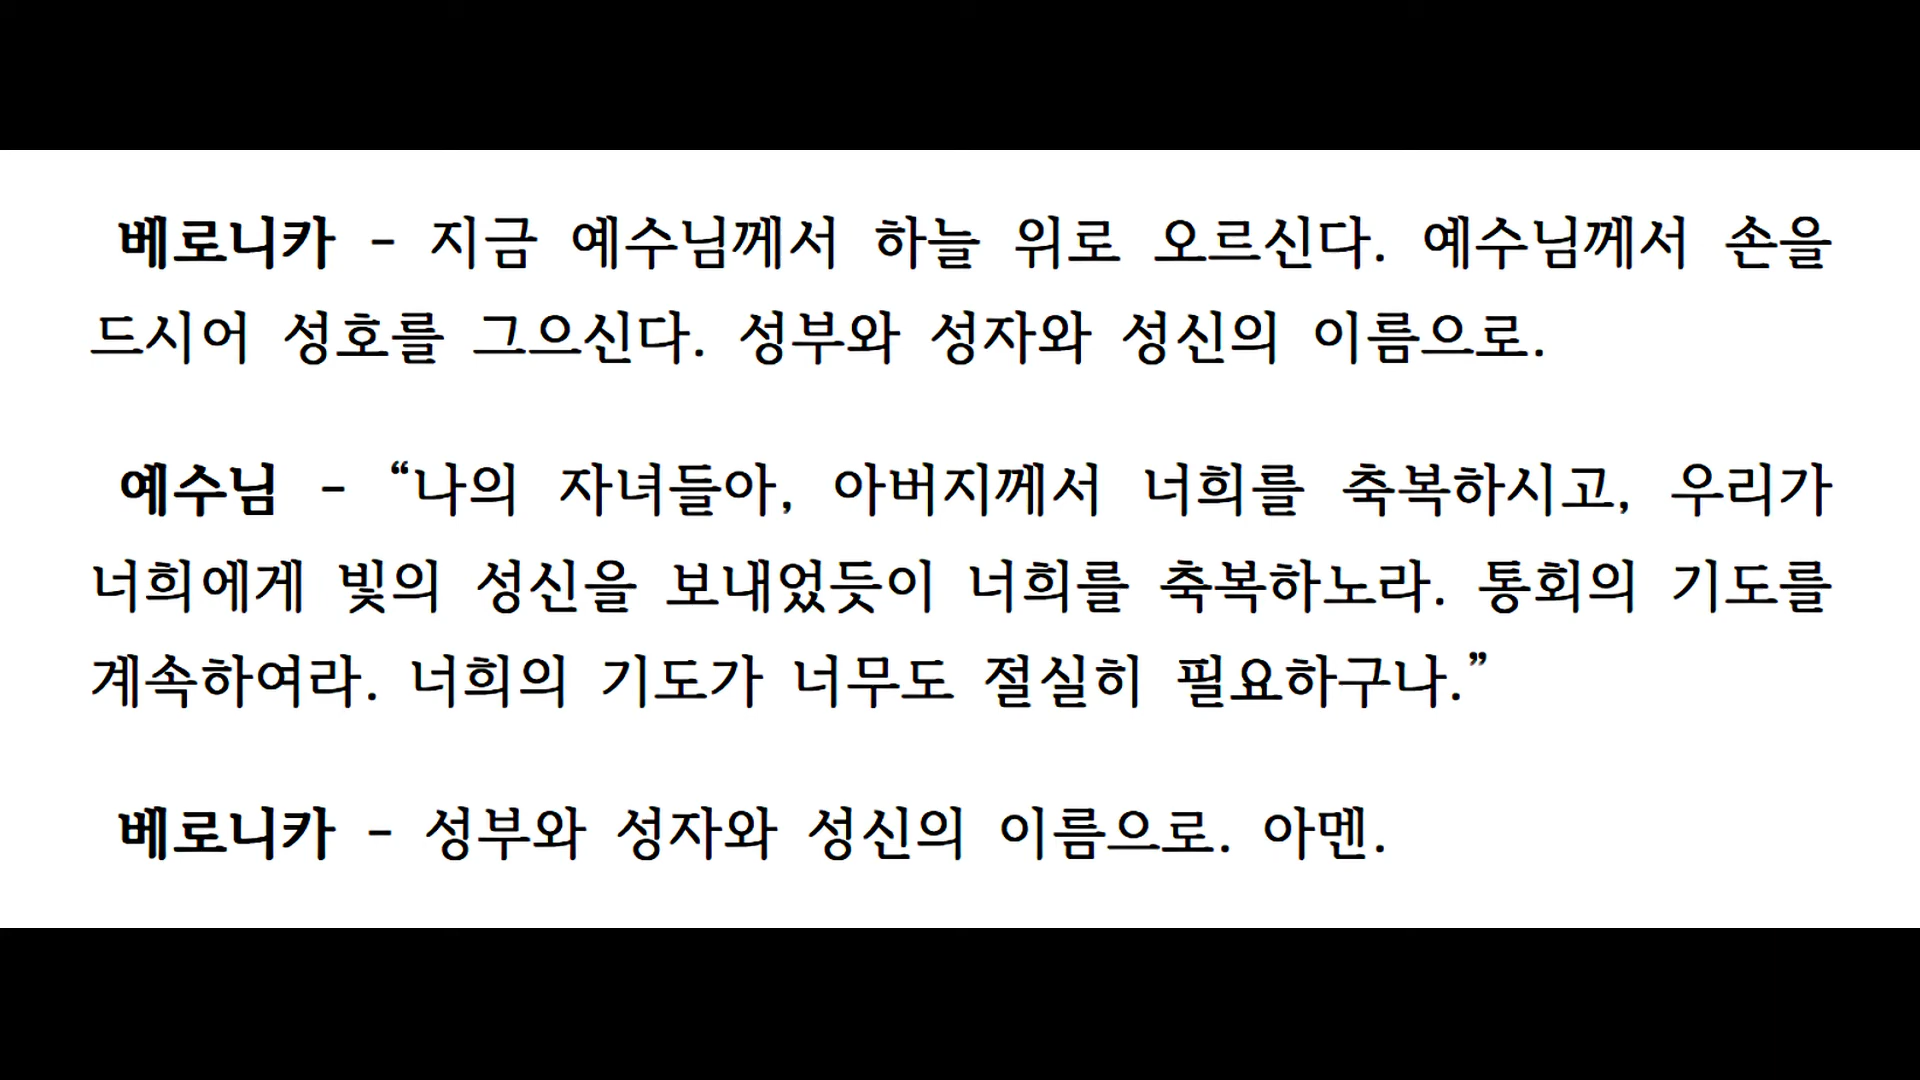 베로니카 - 지금 예수님께서 하늘 위로 오르신다. 예수님께서 손을
드시어 성호를 그으신다. 성부와 성자와 성신의 이름으로.
예수님 - “나의 자녀들아, 아버지께서 너희를 축복하시고, 우리가
너희에게 빛의 성신을 보내었듯이 너희를 축복하노라. 통회의 기도를
계속하여라. 너희의 기도가 너무도 절실히 필요하구나.”
베로니카 - 성부와 성자와 성신의 이름으로. 아멘.